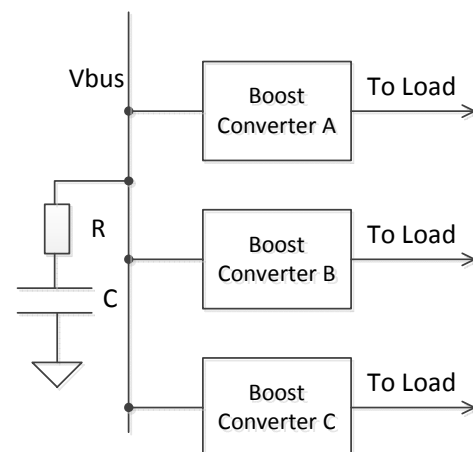 Vbus
Boost
Converter A
To Load
R
C
Boost
Converter B
To Load
Boost
Converter C
To Load